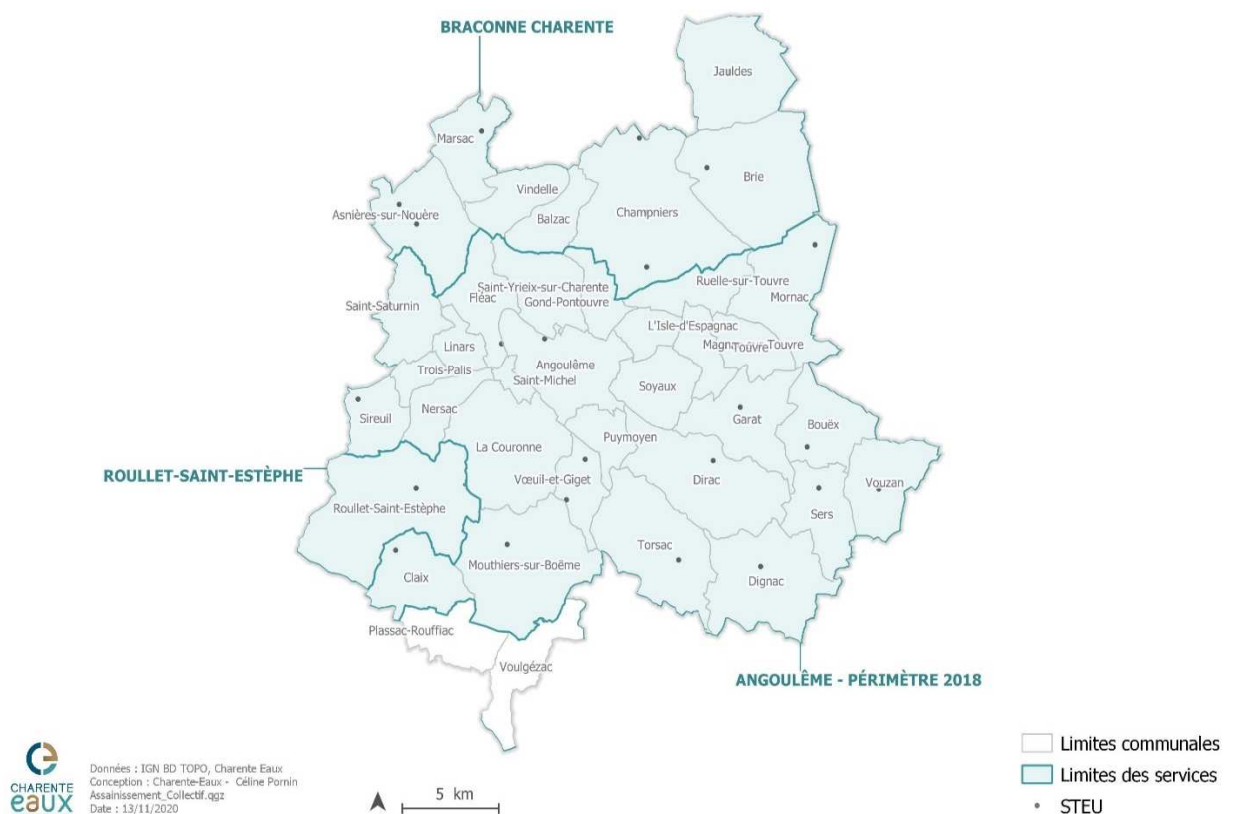 BRACONNE CHARENTE
Jauldes
Marsac
Brie
Vindelle
Balzac
Champniers
Asnières-sur-Nouère
Ruelle-sur-Touvre
Saint-Yrieix-sur-Charente
Fléac
Gond-Pontouvre
Mornac
Saint-Saturnin
L'Isle-d'Espagnac
Linars
Touvre
Trois-Palis
Angoulême
Saint-Michel
Soyaux
Sireuil
Nersac
Garat
Bouëx
La Couronne
Puymoyen
ROULLET-SAINT-ESTÈPHE
Vœuil-et-Giget
Dirac
Vouzan
Roullet-Saint-Estèphe
Sers
Torsac
Claix
Mouthiers-sur-Boëme
Dignac
Plassac-Rouffiac
Voulgézac
ANGOULÊME - PÉRIMÈTRE 2018
CHARENTE
eaux
Données : IGN BD TOPO, Charente Eaux
Conception : Charente-Eaux - Céline Pornin
Assainissement_Collectif.qgz
Date : 13/11/2020
5 km
Limites communales
Limites des services
STEU